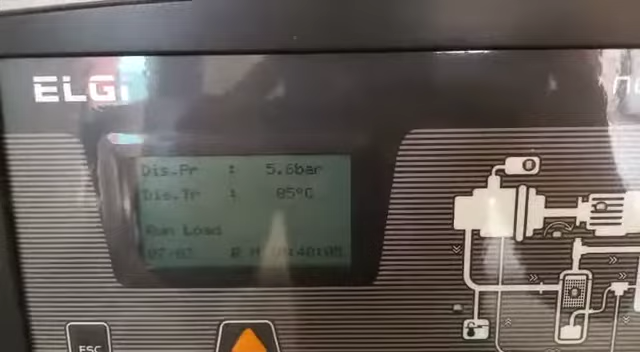 ELGi
Dis.Pr : 5.6bar
Dis.Tr : 85°C
Run Load
ESC